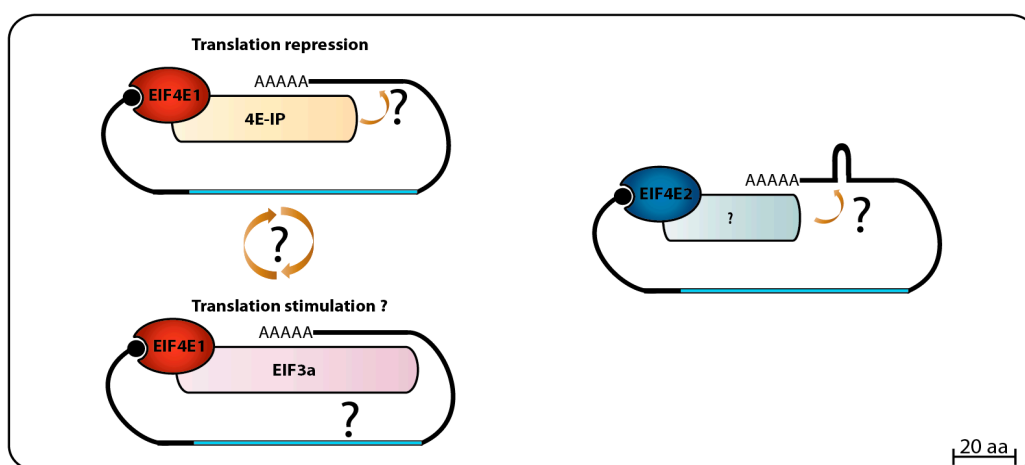 Translation repression
AAAAA
EIF4E1
4E-IP
?
?
Translation stimulation ?
AAAAA
EIF4E1
EIF3a
?
AAAAA
EIF4E2
?
?
20 aa